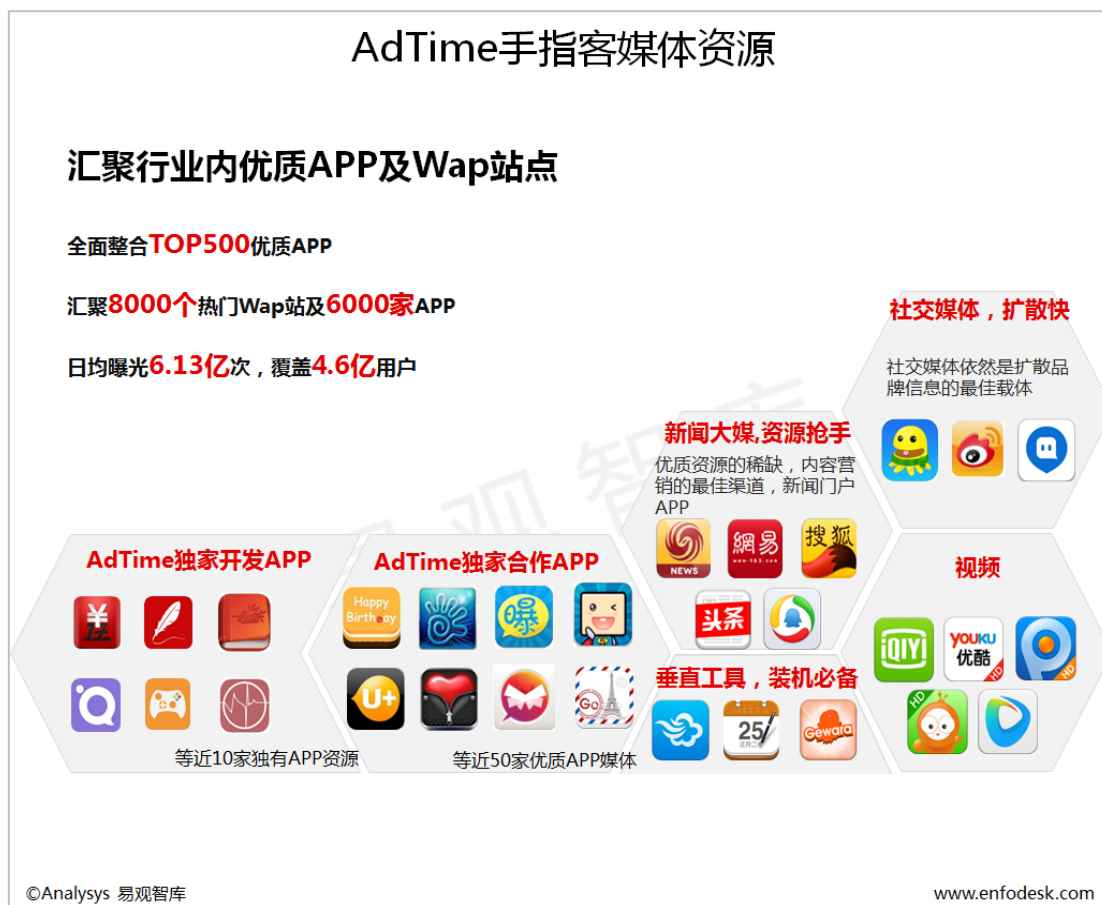 AdTime手指客媒体资源
汇聚行业内优质APP及Wap站点
全面整合TOP500优质APP
汇聚8000个热门Wap站及6000家APP
日均曝光6.13亿次，覆盖4.6亿用户
社交媒体，扩散快
社交媒体依然是扩散品
牌信息的最佳载体
新闻大媒,资源抢手
优质资源的稀缺，内容营
销的最佳渠道，新闻门户
APP
NEWS
網易
www.163.com
搜狐
头条
AdTime独家开发APP
等近10家独有APP资源
AdTime独家合作APP
Happy
Birthday
曝
U+
Go
等近50家优质APP媒体
垂直工具，装机必备
25
正月二
Gewara
视频
iQIYI
YOUKU
优酷
HD
HD
HD
易观智库
©Analysys 易观智库
www.enfodesk.com